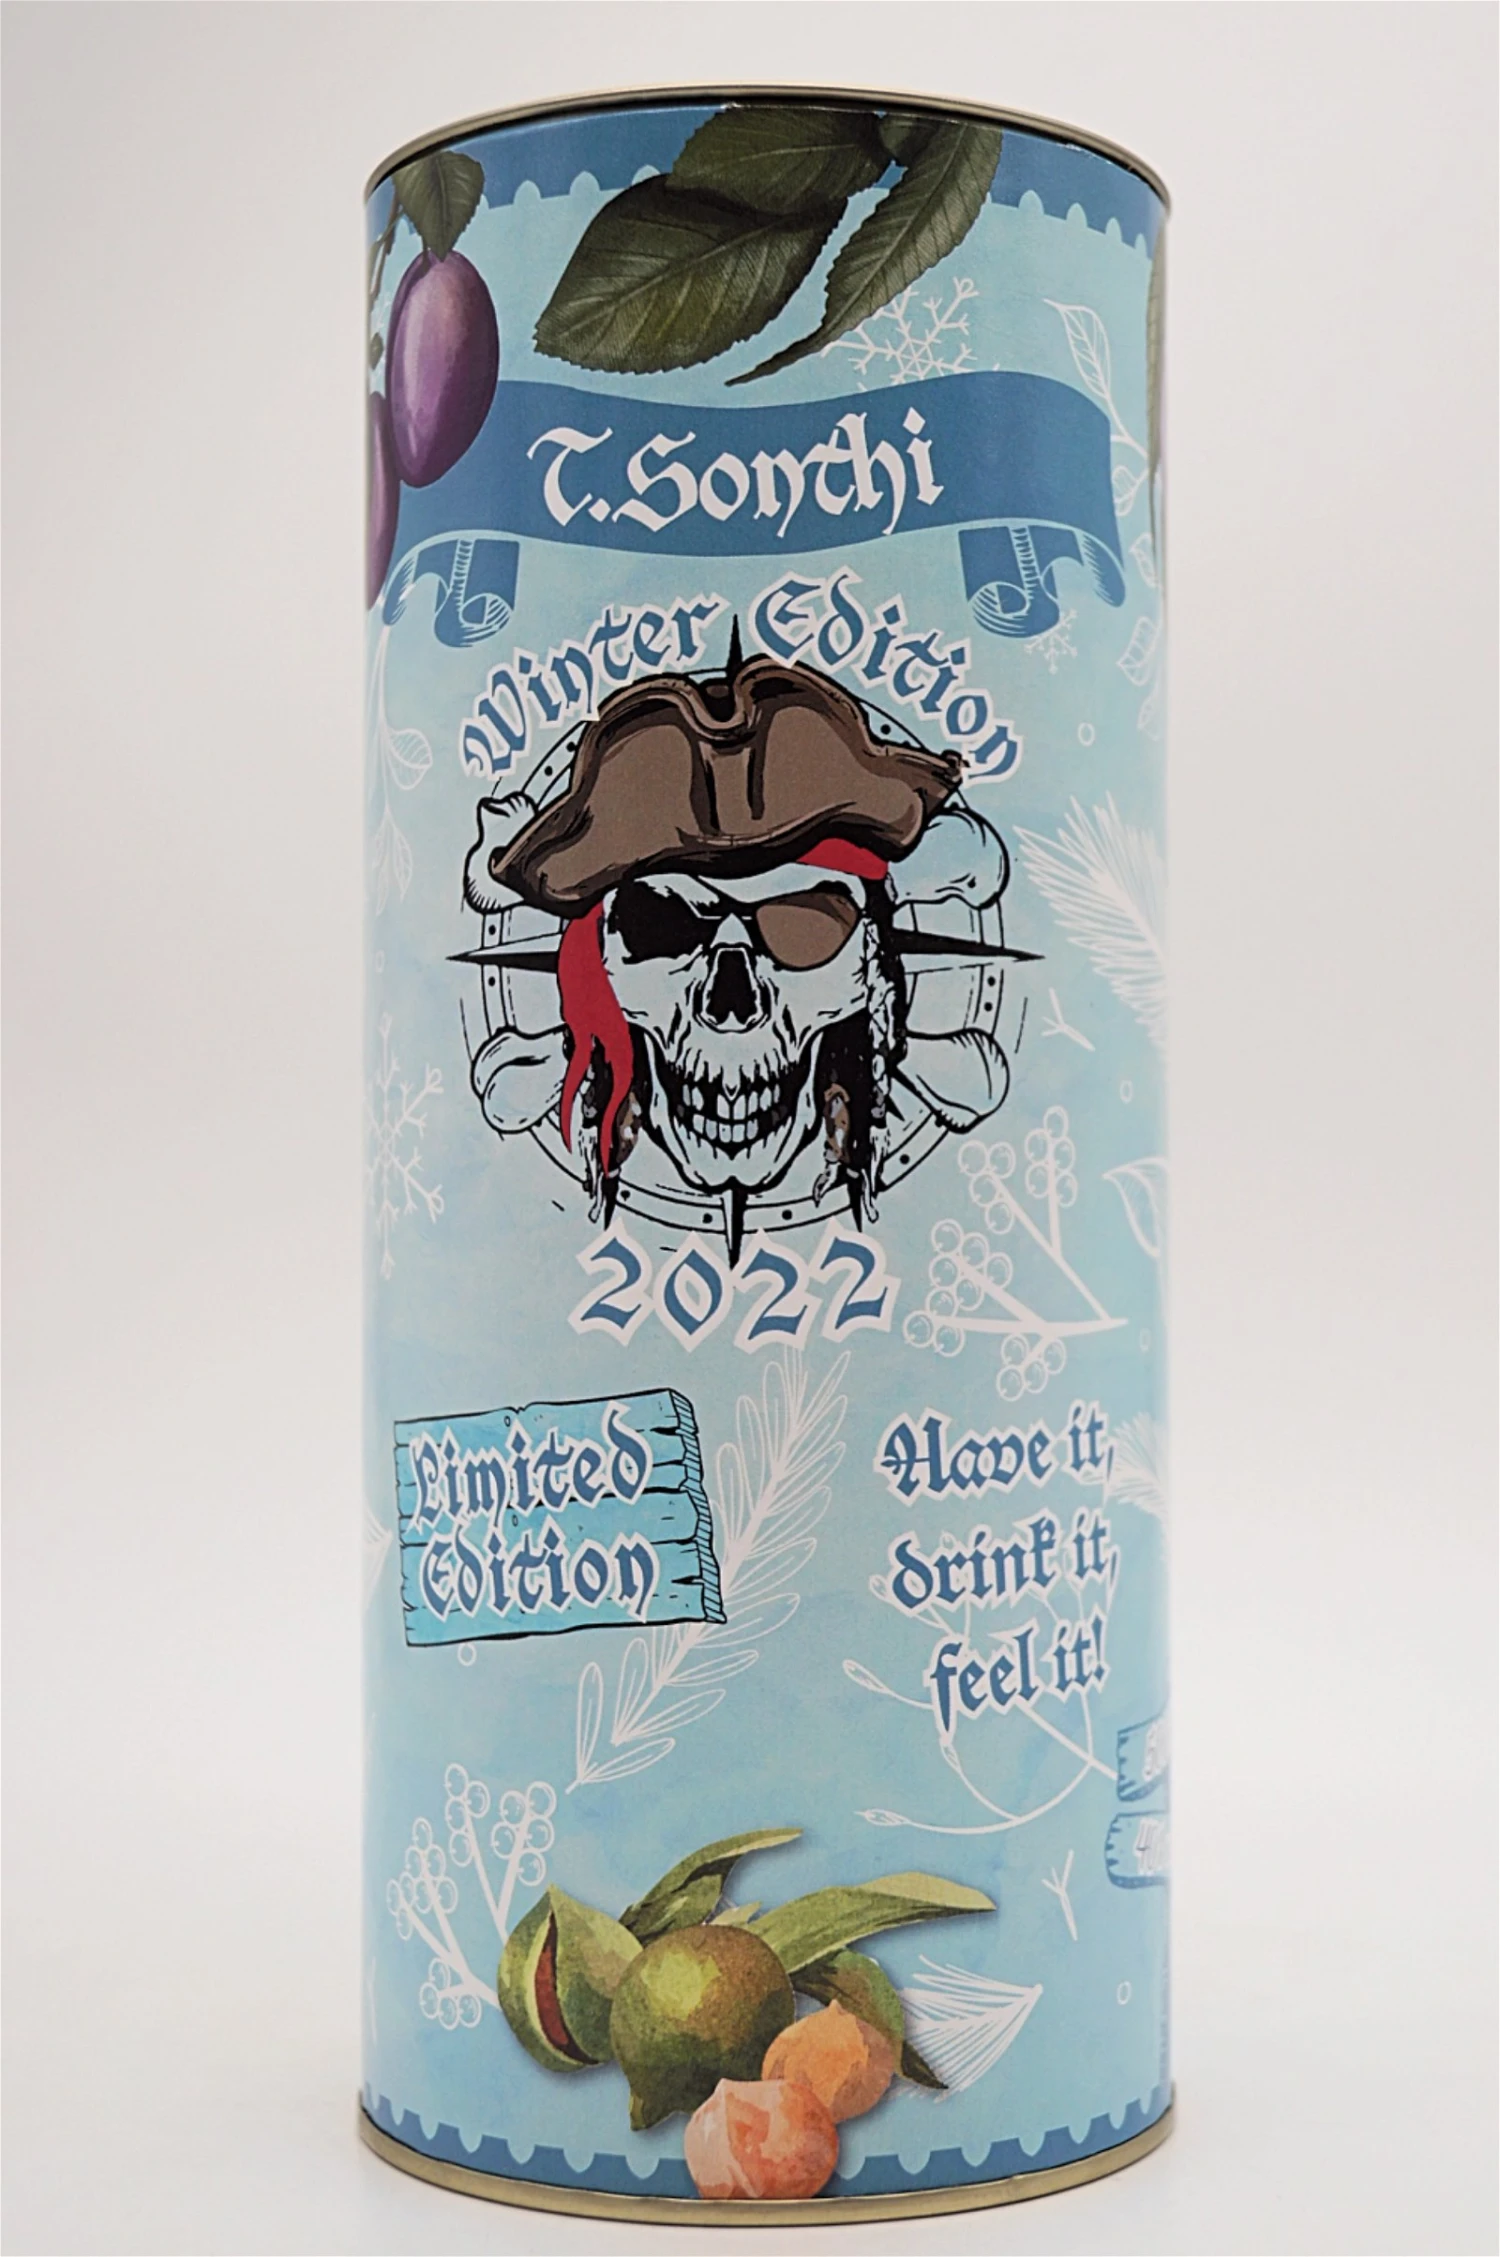 T.Sonthi
Winter Edition
2022
Limited
Edition
Have it,
drink it,
feel it!